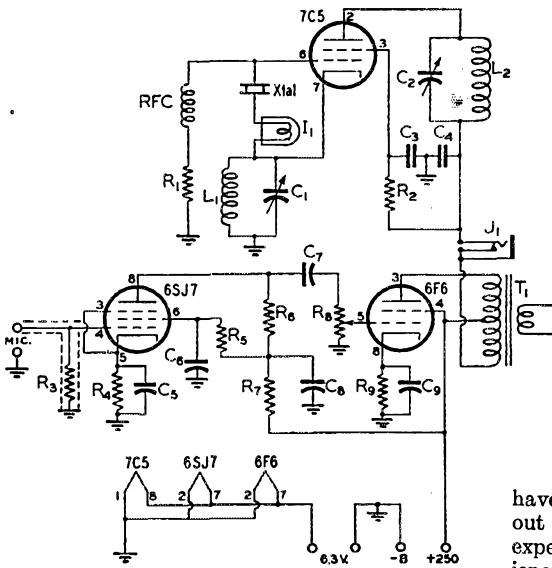 7C5
2
6
3
7
RFC
Xtal
I1
C2
L2
R1
L1
C1
C3
C4
R2
J1
6SJ7
8
C7
6F6
3
T1
3
4
6
5
R5
R6
R8
5
4
8
MIC.
R3
R4
C5
C6
R7
C8
R9
C9
7C5 6SJ7 6F6
1 8 2 7 2 7
6.3 V. -B +250
have
out
expe